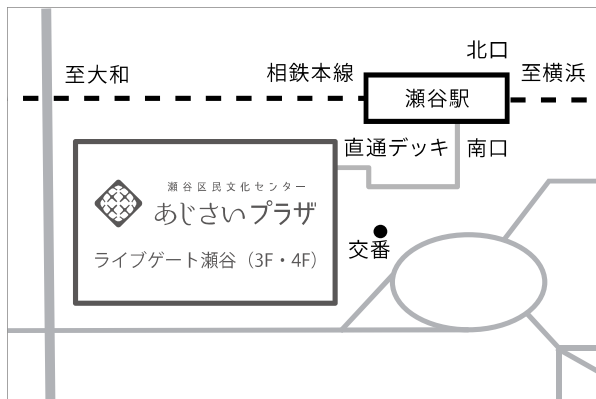 北口
至大和
相鉄本線
至横浜
瀬谷駅
直通デッキ
南口
瀬谷区民文化センター
あじさいプラザ
ライブゲート瀬谷（3F・4F）
交番